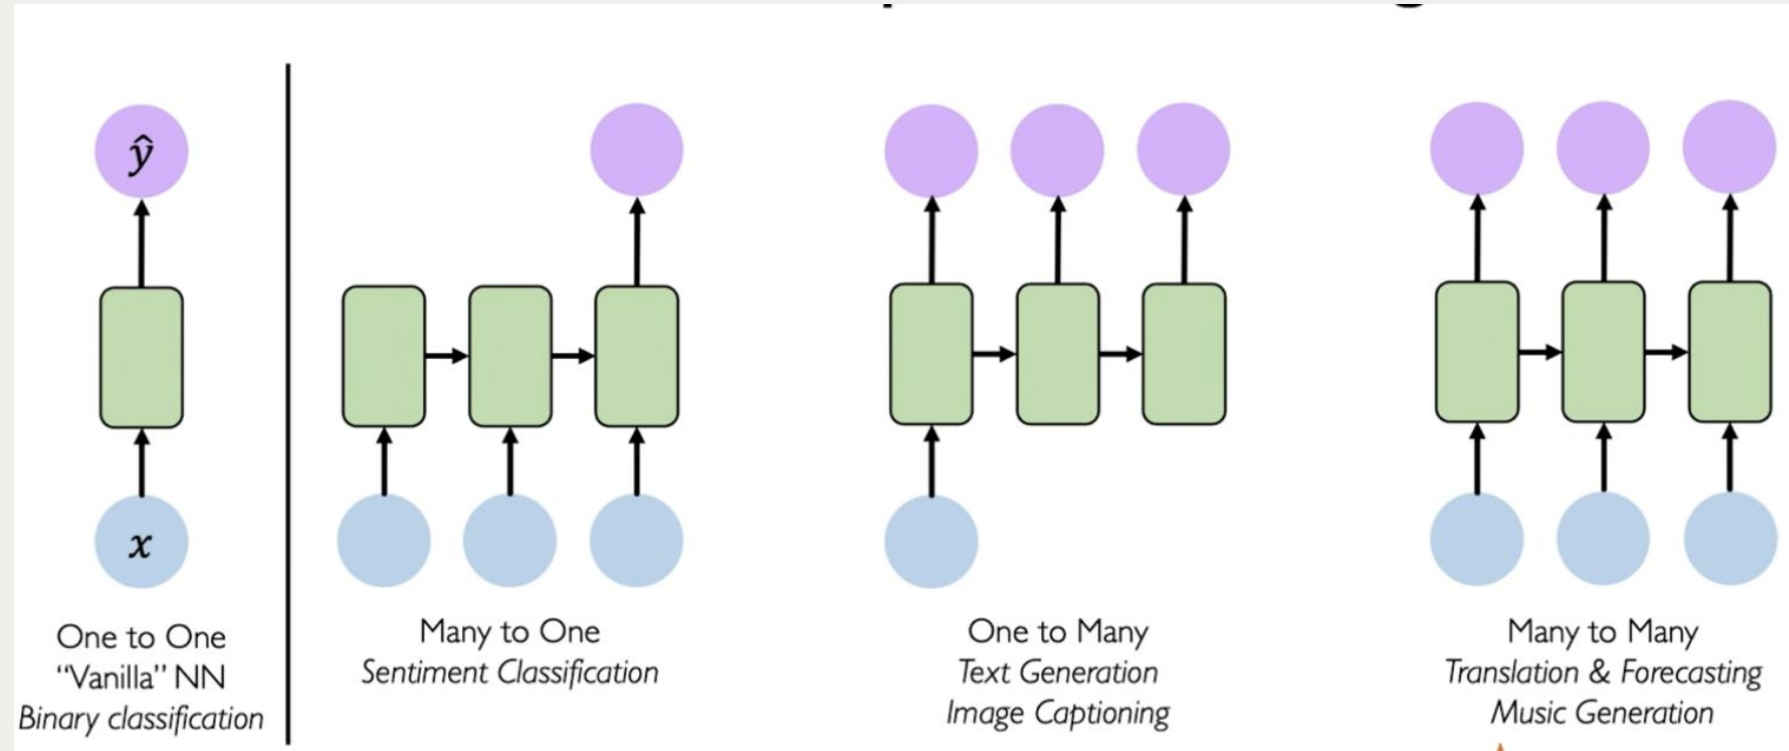 ŷ
x
One to One
“Vanilla” NN
Binary classification
Many to One
Sentiment Classification
One to Many
Text Generation
Image Captioning
Many to Many
Translation & Forecasting
Music Generation